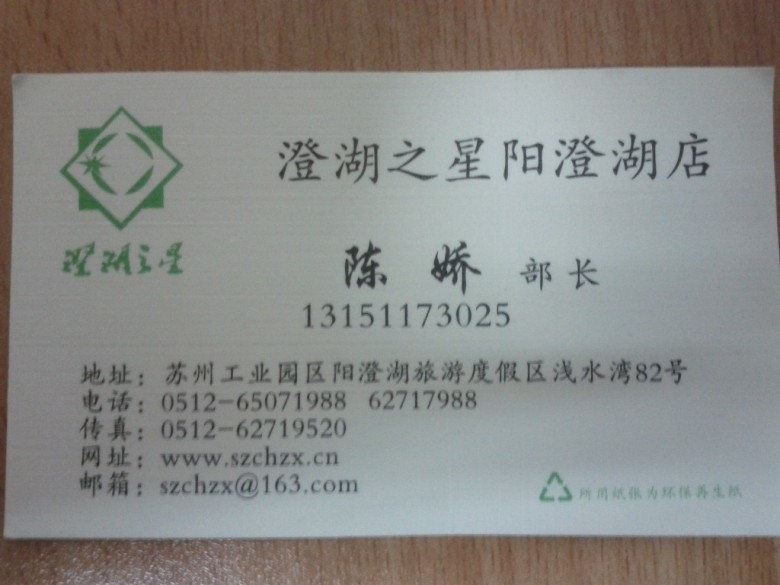 澄湖之星阳澄湖店
澄湖之星
陈 娇 部长
13151173025
地址：苏州工业园区阳澄湖旅游度假区浅水湾82号
电话：0512-65071988 62717988
传真：0512-62719520
网址：www.szchzx.cn
邮箱：szchzx@163.com
所用纸张为环保再生纸